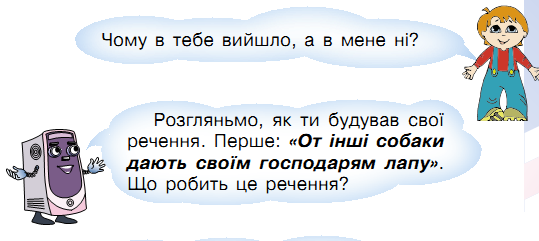 Чому в тебе вийшло, а в мене ні?
Розгляньмо, як ти будував свої
речення. Перше: «От інші собаки
дають своїм господарям лапу».
Що робить це речення?